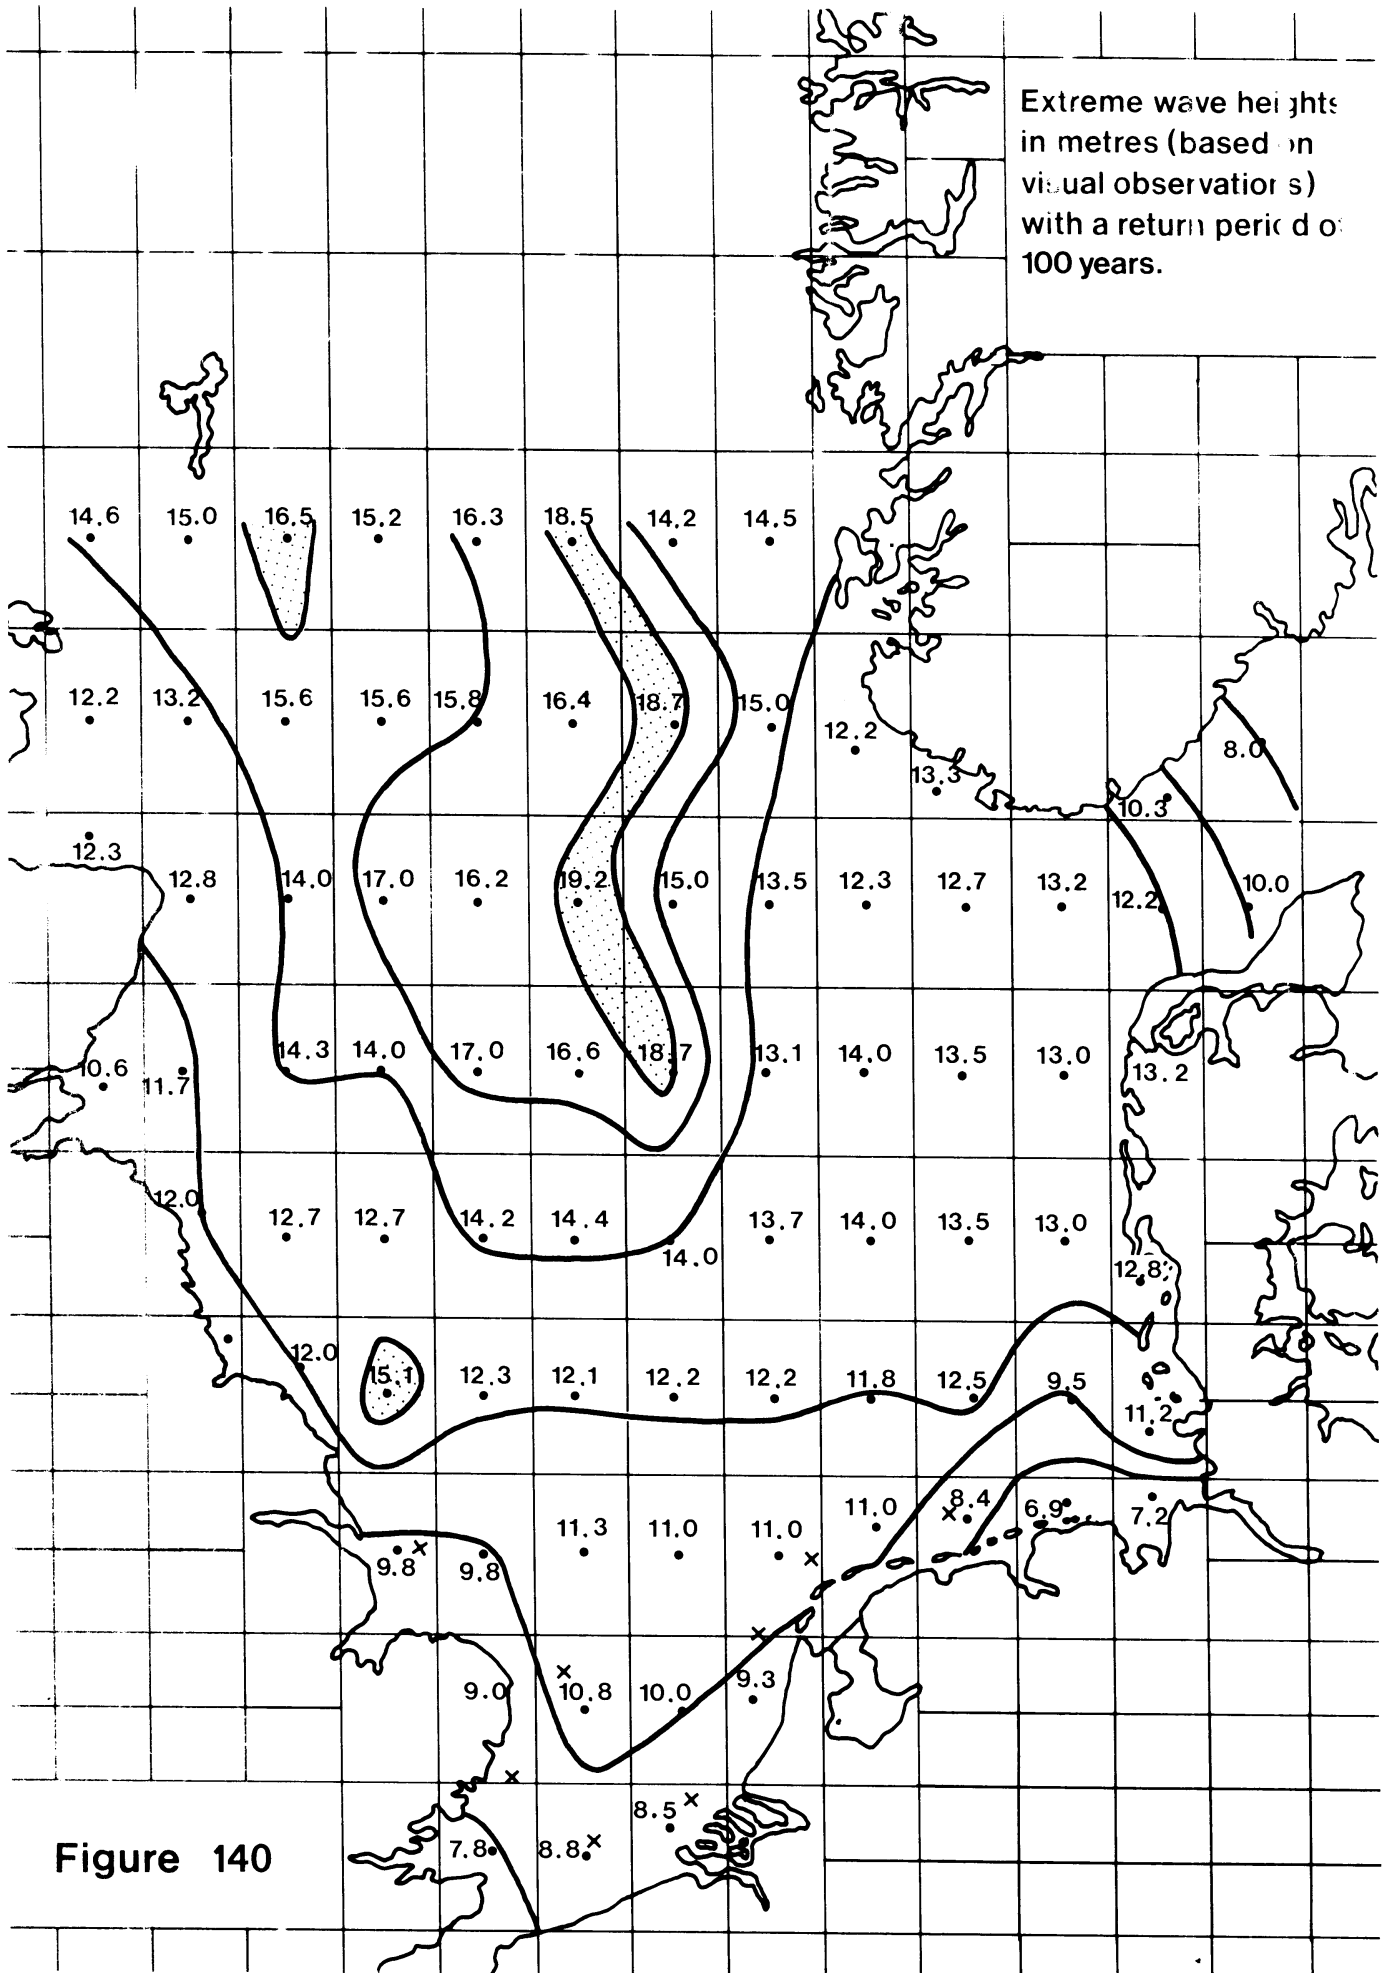 Extreme wave heights
in metres (based on
visual observations)
with a return period of
100 years.
14.6 15.0 16.5 15.2 16.3 18.5 14.2 14.5
12.2 13.2 15.6 15.6 15.8 16.4 18.7 15.0
12.2
8.0
13.3
10.3
12.3
12.8 14.0 17.0 16.2 19.2 15.0 13.5 12.3 12.7 13.2 12.2 10.0
10.6 11.7 14.3 14.0 17.0 16.6 18.7 13.1 14.0 13.5 13.0 13.2
12.0 12.7 12.7 14.2 14.4 14.0 13.7 14.0 13.5 13.0
12.8
12.0 15.1 12.3 12.1 12.2 12.2 11.8 12.5 9.5
11.2
11.0 8.4 6.9 7.2
9.8 9.8 11.3 11.0 11.0
9.0 10.8 10.0 9.3
8.5
7.8 8.8
Figure 140